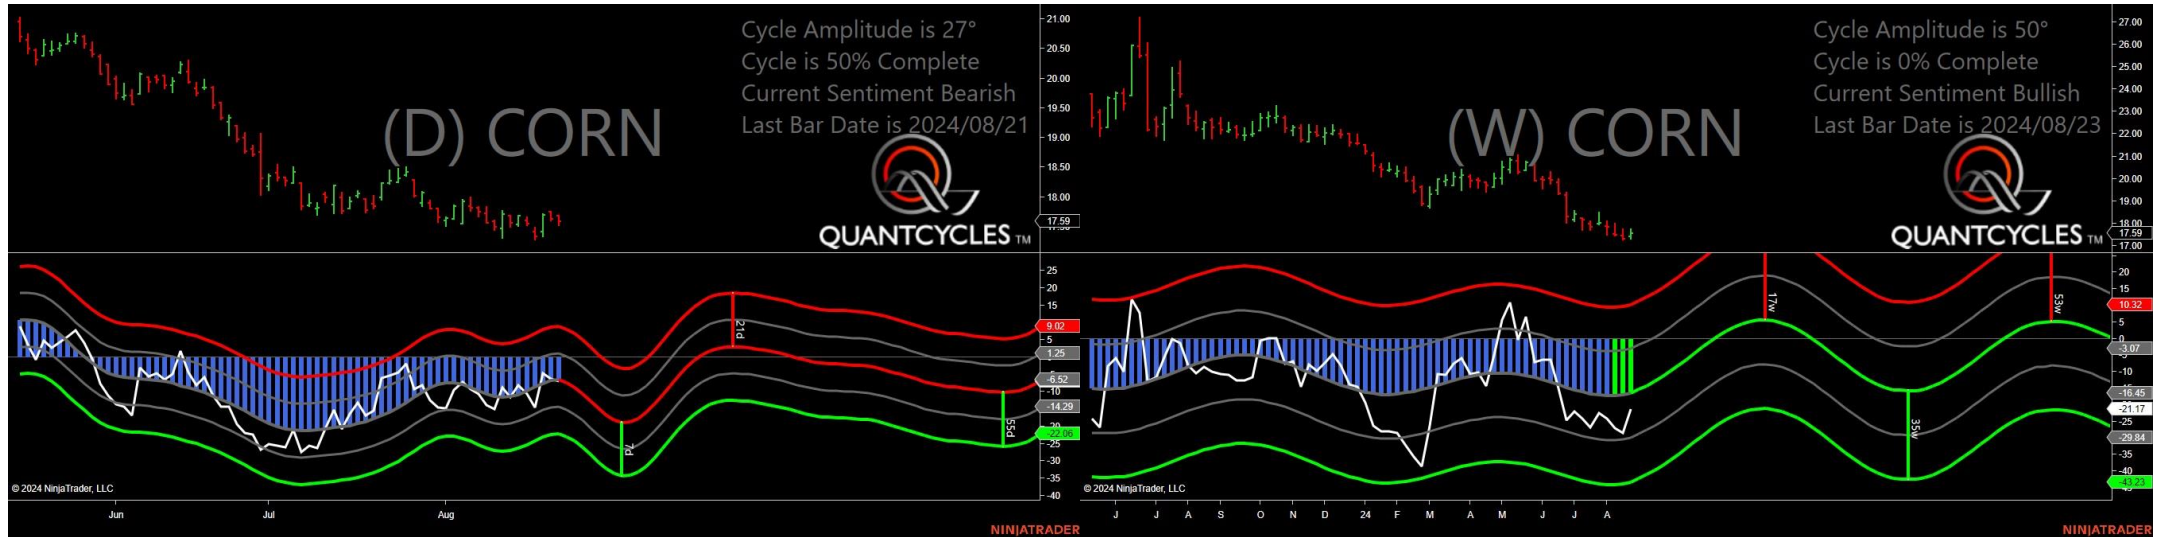 Cycle Amplitude is 27°
Cycle is 50% Complete
Current Sentiment Bearish
Last Bar Date is 2024/08/21
(D) CORN
QUANTCYCLES TM
21.00
20.50
20.00
19.50
19.00
18.50
18.00
17.59
25
20
15
9.02
5
1.25
-6.52
-10
-14.29
-22.06
-25
-30
-35
-40
21d
7d
55d
© 2024 NinjaTrader, LLC
Jun Jul Aug
NINJATRADER
Cycle Amplitude is 50°
Cycle is 0% Complete
Current Sentiment Bullish
Last Bar Date is 2024/08/23
(W) CORN
QUANTCYCLES TM
27.00
26.00
25.00
24.00
23.00
22.00
21.00
20.00
19.00
18.00
17.59
17.00
20
15
10.32
5
0
-3.07
-10
-16.45
-21.17
-25
-29.84
-35
-40
-43.23
17w
35w
53w
© 2024 NinjaTrader, LLC
J J A S O N D 24 F M A M J J A
NINJATRADER